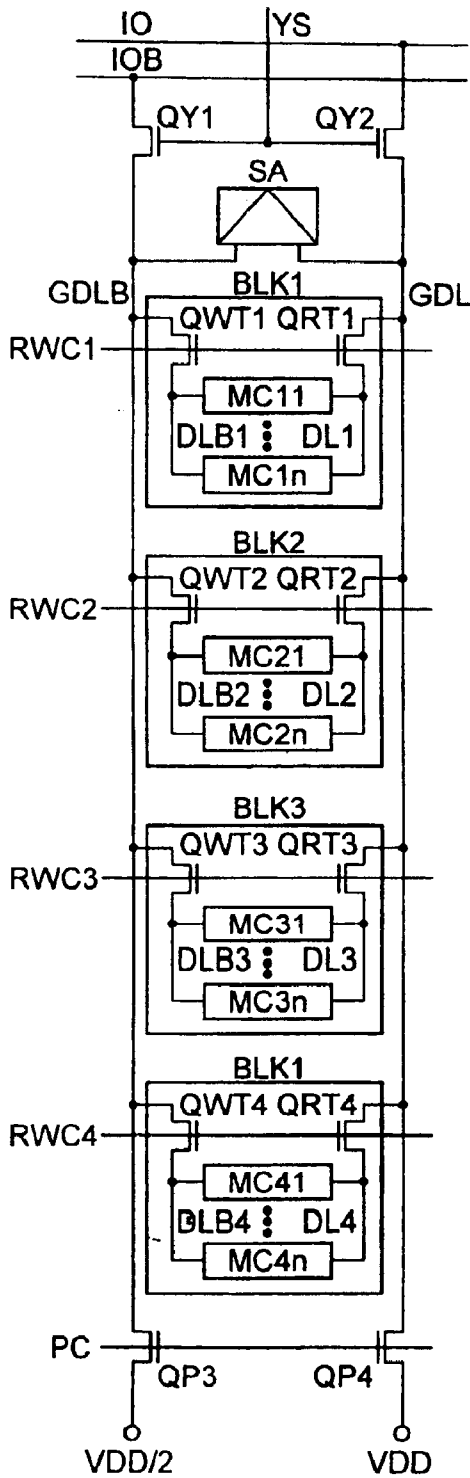 IO YS
IOB
QY1 QY2
SA
GDLB BLK1 GDL
QWT1 QRT1
RWC1
MC11
DLB1 DL1
MC1n
BLK2
QWT2 QRT2
RWC2
MC21
DLB2 DL2
MC2n
BLK3
QWT3 QRT3
RWC3
MC31
DLB3 DL3
MC3n
BLK1
QWT4 QRT4
RWC4
MC41
DLB4 DL4
MC4n
PC
QP3 QP4
VDD/2 VDD